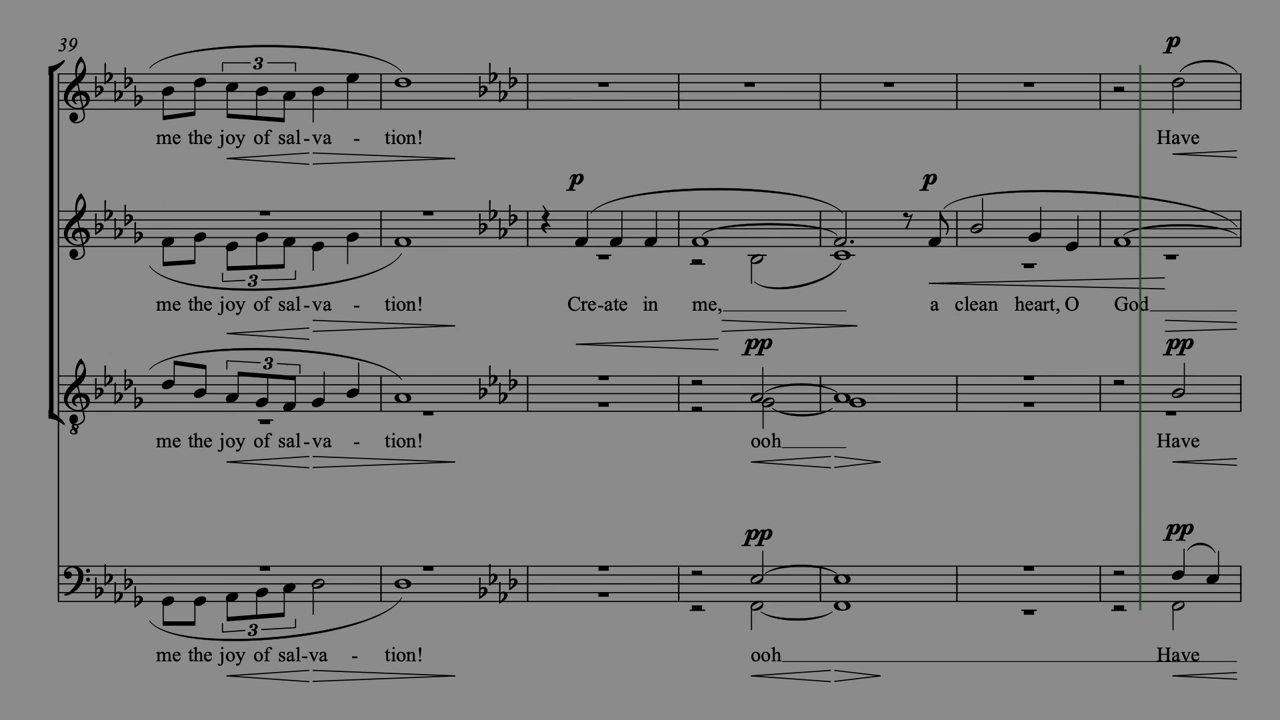 39
3
p
me the joy of sal-va - tion! Have
p p
3
me the joy of sal-va - tion! Cre-ate in me, a clean heart, O God
pp pp
3
8
me the joy of sal-va - tion! ooh Have
pp pp
3
me the joy of sal-va - tion! ooh Have